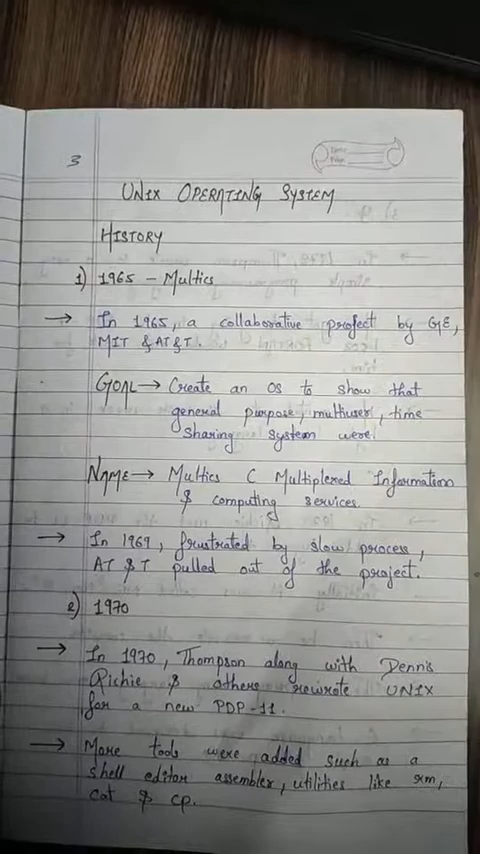 3
UNIX OPERATING SYSTEM
HISTORY
1) 1965 - Multics
→ In 1965, a collaborative project by GE,
MIT & AT&T.
GOAL → Create an OS to show that
general purpose, multiuser, time
sharing system were
NAME → Multics C Multiplexed Information
& computing services.
→ In 1969, frustrated by slow process,
AT & T pulled out of the project.
2) 1970
→ In 1970, Thompson along with Dennis
Richie & others rewrote UNIX
for a new PDP-11.
→ More tools were added such as a
shell editor assembler, utilities like rm,
cat & cp.